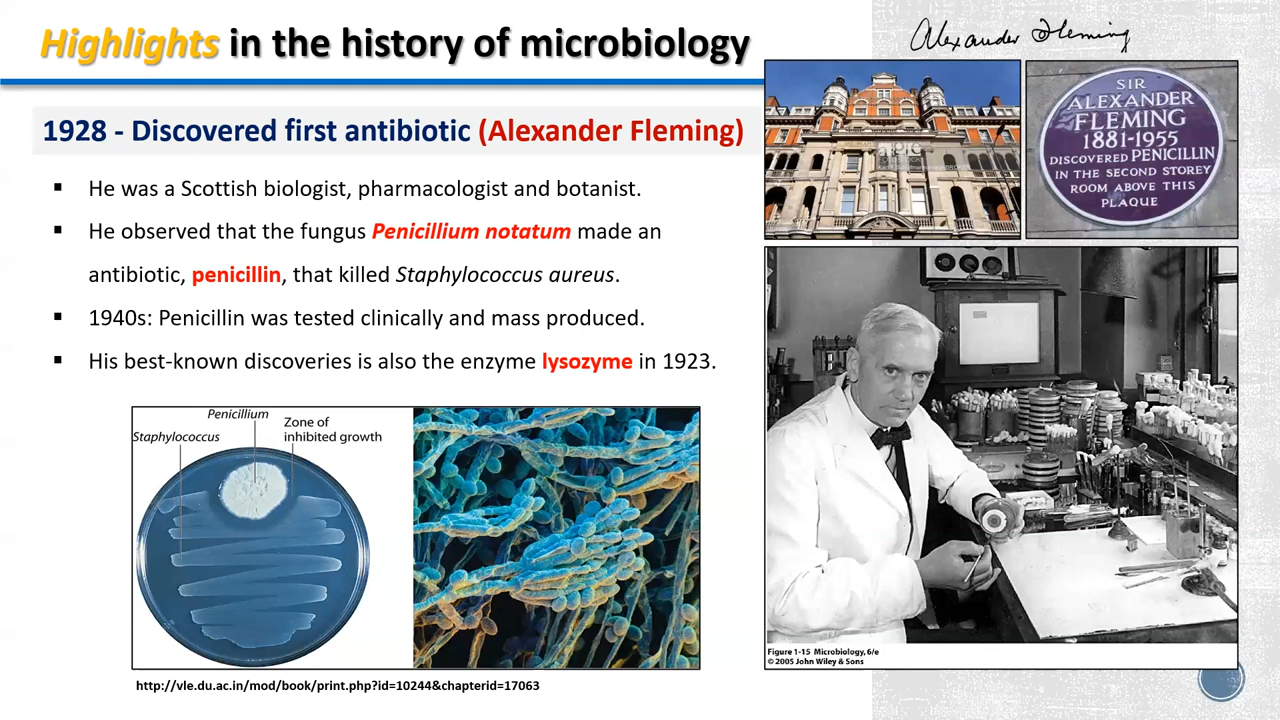 Highlights in the history of microbiology
Alexander Fleming
1928 - Discovered first antibiotic (Alexander Fleming)
▪ He was a Scottish biologist, pharmacologist and botanist.
▪ He observed that the fungus Penicillium notatum made an
antibiotic, penicillin, that killed Staphylococcus aureus.
▪ 1940s: Penicillin was tested clinically and mass produced.
▪ His best-known discoveries is also the enzyme lysozyme in 1923.
SIR
ALEXANDER
FLEMING
1881-1955
DISCOVERED PENICILLIN
IN THE SECOND STOREY
ROOM ABOVE THIS
PLAQUE
Penicillium
Staphylococcus
Zone of
inhibited growth
Figure 1-15 Microbiology, 6/e
© 2005 John Wiley & Sons
http://vle.du.ac.in/mod/book/print.php?id=10244&chapterid=17063